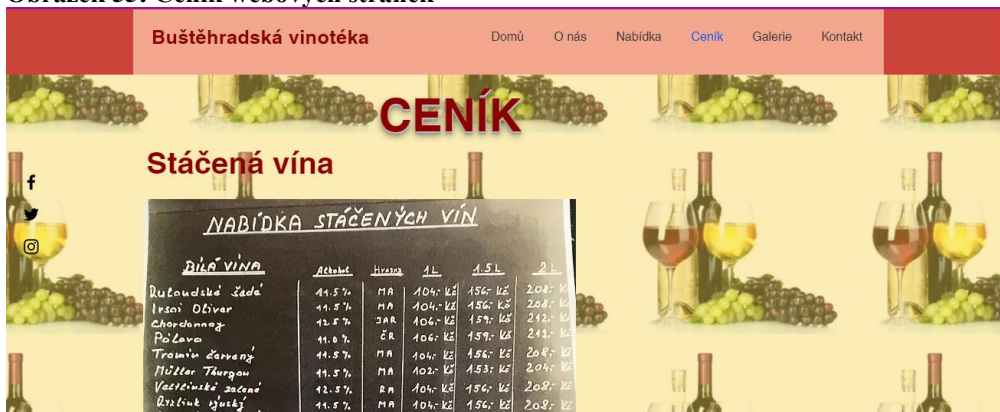 Obrázek 33: Ceník webových stránek
Buštěhradská vinotéka
Domů O nás Nabídka Ceník Galerie Kontakt
CENÍK
Stáčená vína
NABÍDKA STÁČENÝCH VÍN
BÍLÁ VÍNA Alkohol Hrozny 1L 1.5L 2L
Rulandské šedé 11.5% MA 104,- Kč 156,- Kč 208,- Kč
Irsai Oliver 11.5% MA 104,- Kč 156,- Kč 208,- Kč
Chardonnay 12.5% JAR 106,- Kč 159,- Kč 212,- Kč
Pálava 11.0% ČR 106,- Kč 159,- Kč 212,- Kč
Tramín červený 11.5% MA 104,- Kč 156,- Kč 208,- Kč
Müller Thurgau 11.5% MA 102,- Kč 153,- Kč 204,- Kč
Veltlínské zelené 12.5% RA 104,- Kč 156,- Kč 208,- Kč
Ryzlink rýnský 11.5% MA 104,- Kč 156,- Kč 208,- Kč